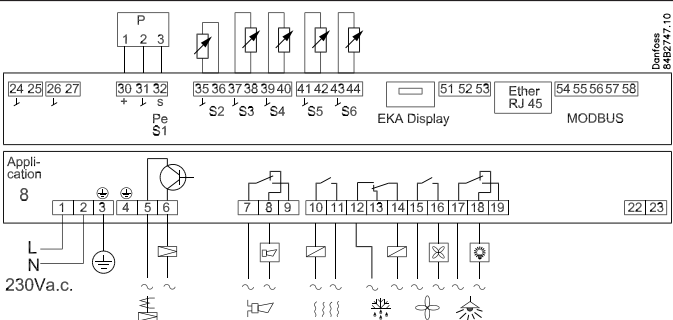 P
1 2 3
Danfoss
84B2747.10
24 25 26 27 30 31 32 35 36 37 38 39 40 41 42 43 44 51 52 53 54 55 56 57 58
+ s
S2 S3 S4 S5 S6
Pe
S1
EKA Display
Ether
RJ 45
MODBUS
Appli-
cation
8
1 2 3 4 5 6 7 8 9 10 11 12 13 14 15 16 17 18 19 22 23
L
N
230Va.c.